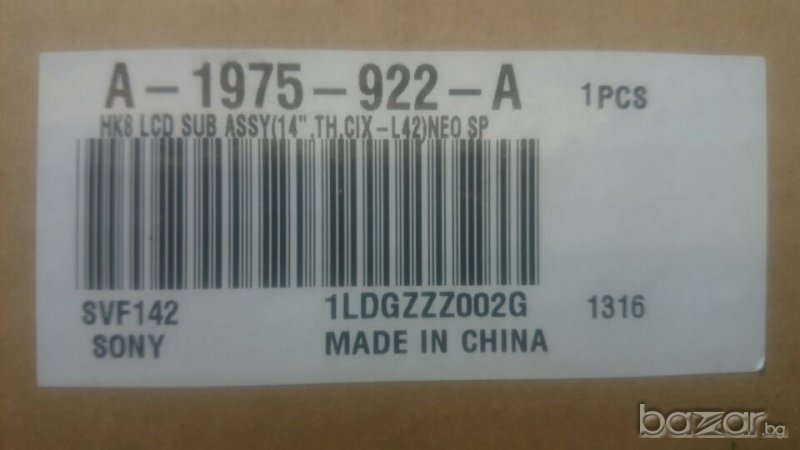 A-1975-922-A 1PCS
HK8 LCD SUB ASSY(14",TH,CIX-L42)NEO SP
SVF142 1LDGZZZ002G 1316
SONY MADE IN CHINA
bazar.bg